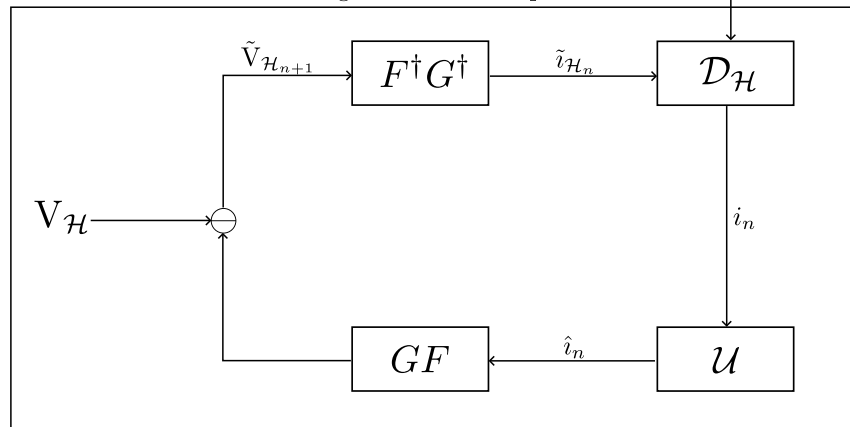 Ṽ_{ℋ_{n+1}}
F†G†
ĩ_{ℋ_n}
𝒟_ℋ
V_ℋ
i_n
GF
î_n
𝒰